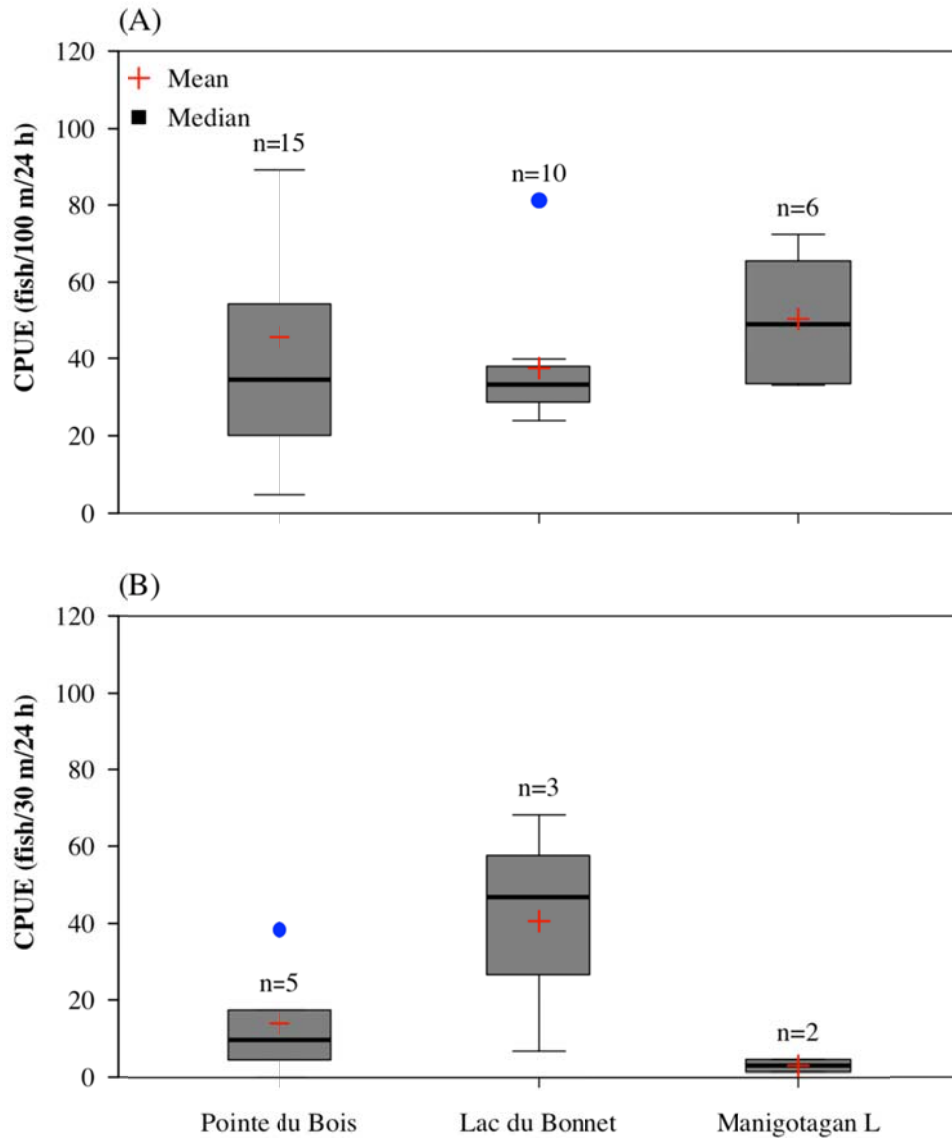 (A)
120
100
80
60
40
20
0
CPUE (fish/100 m/24 h)
Mean
Median
n=15
n=10
n=6
(B)
120
100
80
60
40
20
0
CPUE (fish/30 m/24 h)
n=5
n=3
n=2
Pointe du Bois
Lac du Bonnet
Manigotagan L